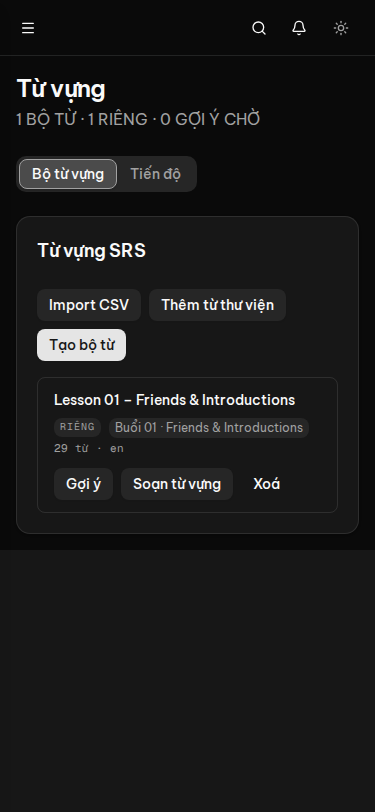 Từ vựng
1 BỘ TỪ · 1 RIÊNG · 0 GỢI Ý CHỜ
Bộ từ vựng Tiến độ
Từ vựng SRS
Import CSV Thêm từ thư viện
Tạo bộ từ
Lesson 01 – Friends & Introductions
RIÊNG Buổi 01 · Friends & Introductions
29 từ · en
Gợi ý Soạn từ vựng Xoá